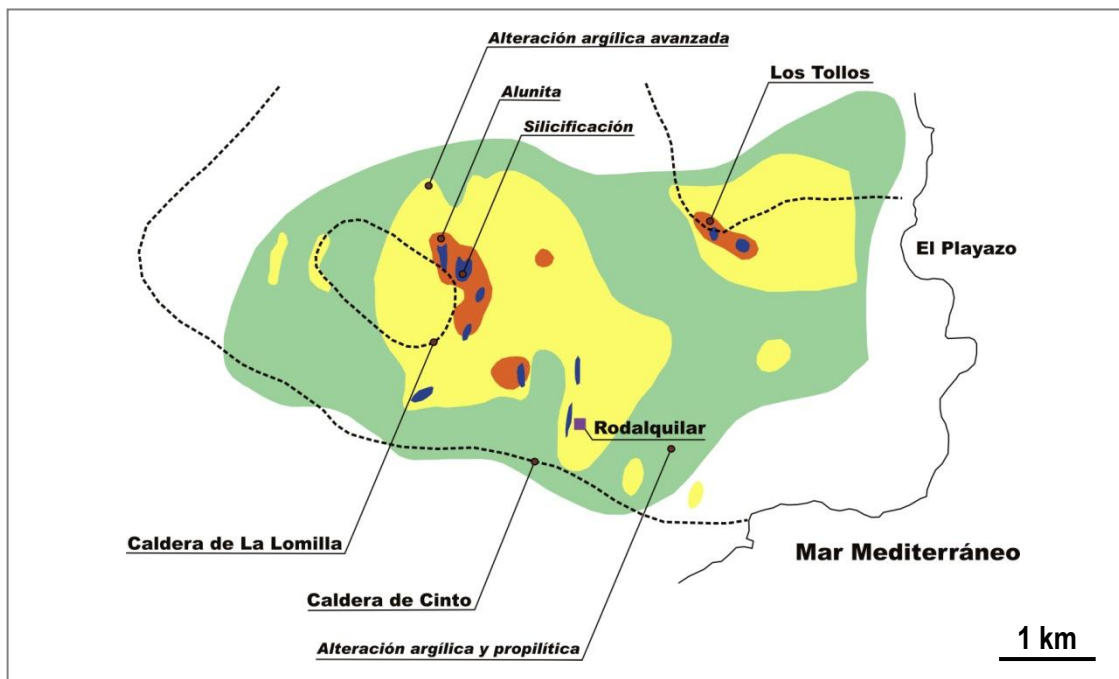 Alteración argílica avanzada
Los Tollos
Alunita
Silicificación
El Playazo
Rodalquilar
Caldera de La Lomilla
Mar Mediterráneo
Caldera de Cinto
1 km
Alteración argílica y propilítica